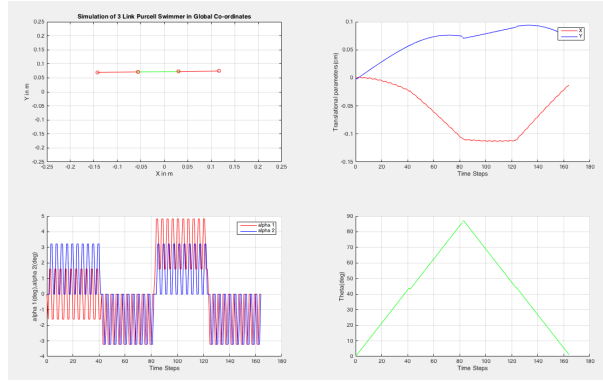 Simulation of 3 Link Purcell Swimmer in Global Co-ordinates
0.25
0.2
0.15
0.1
0.05
0
-0.05
-0.1
-0.15
-0.2
-0.25
Y in m
-0.25 -0.2 -0.15 -0.1 -0.05 0 0.05 0.1 0.15 0.2 0.25
X in m
0.1
0.05
0
-0.05
-0.1
-0.15
Translational parameters(cm)
X
Y
0 20 40 60 80 100 120 140 160 180
Time Steps
5
4
3
2
1
0
-1
-2
-3
-4
alpha 1(deg),alpha 2(deg)
alpha 1
alpha 2
0 20 40 60 80 100 120 140 160 180
Time Steps
90
80
70
60
50
40
30
20
10
0
Theta(deg)
0 20 40 60 80 100 120 140 160 180
Time Steps